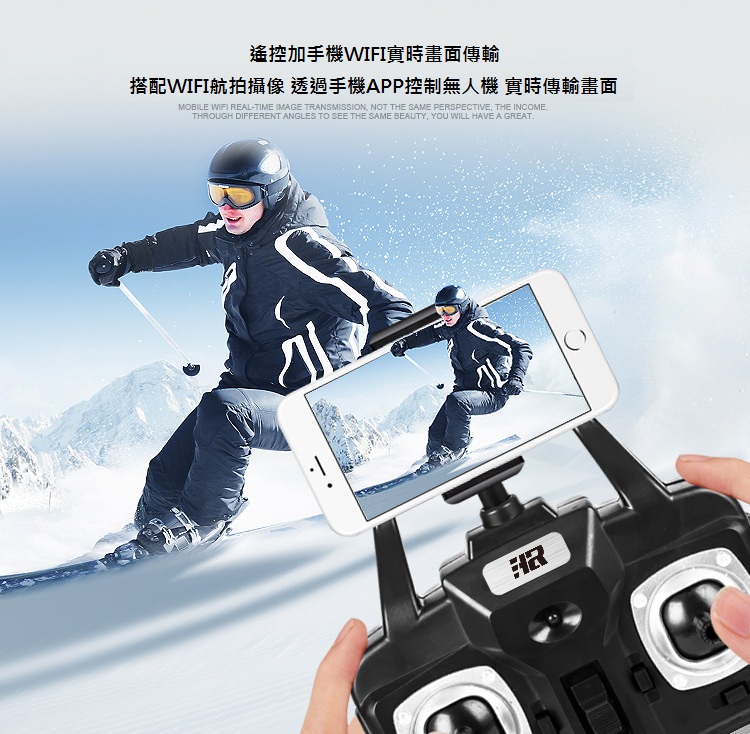 遙控加手機WIFI實時畫面傳輸
搭配WIFI航拍攝像 透過手機APP控制無人機 實時傳輸畫面
MOBILE WIFI REAL-TIME IMAGE TRANSMISSION, NOT THE SAME PERSPECTIVE, THE INCOME.
THROUGH DIFFERENT ANGLES TO SEE THE SAME BEAUTY, YOU WILL HAVE A GREAT.